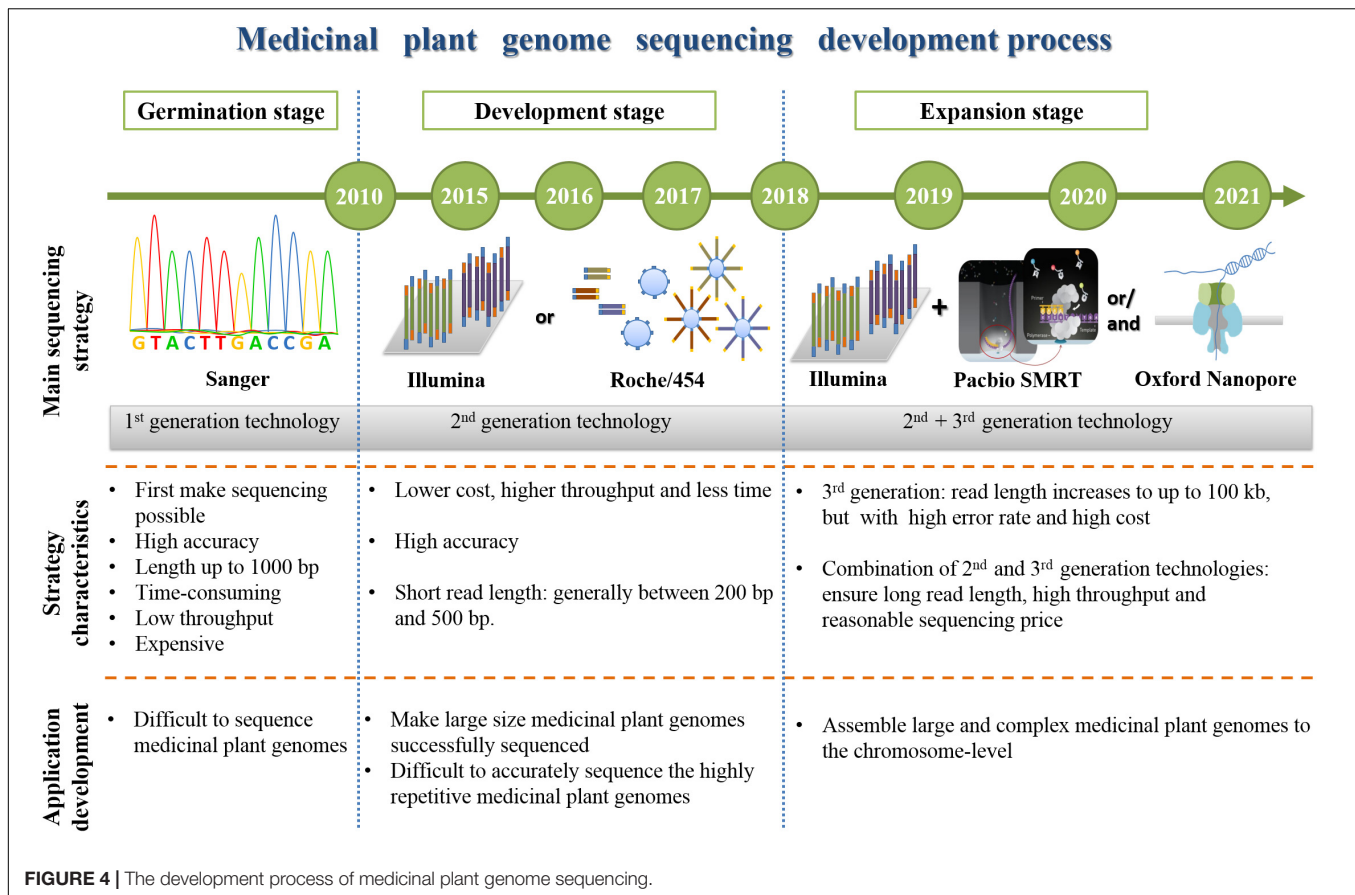 Medicinal plant genome sequencing development process
Germination stage
Development stage
Expansion stage
2010
2015
2016
2017
2018
2019
2020
2021
Main sequencing
strategy
GTACTTGACCGA
Sanger
or
Illumina
Roche/454
+
Primer
Polymerase
Template
or/
and
Illumina
Pacbio SMRT
Oxford Nanopore
1st generation technology
2nd generation technology
2nd + 3rd generation technology
Strategy
characteristics
• First make sequencing
possible
• High accuracy
• Length up to 1000 bp
• Time-consuming
• Low throughput
• Expensive
• Lower cost, higher throughput and less time
• High accuracy
• Short read length: generally between 200 bp
and 500 bp.
• 3rd generation: read length increases to up to 100 kb,
but with high error rate and high cost
• Combination of 2nd and 3rd generation technologies:
ensure long read length, high throughput and
reasonable sequencing price
Application
development
• Difficult to sequence
medicinal plant genomes
• Make large size medicinal plant genomes
successfully sequenced
• Difficult to accurately sequence the highly
repetitive medicinal plant genomes
• Assemble large and complex medicinal plant genomes to
the chromosome-level
FIGURE 4 | The development process of medicinal plant genome sequencing.